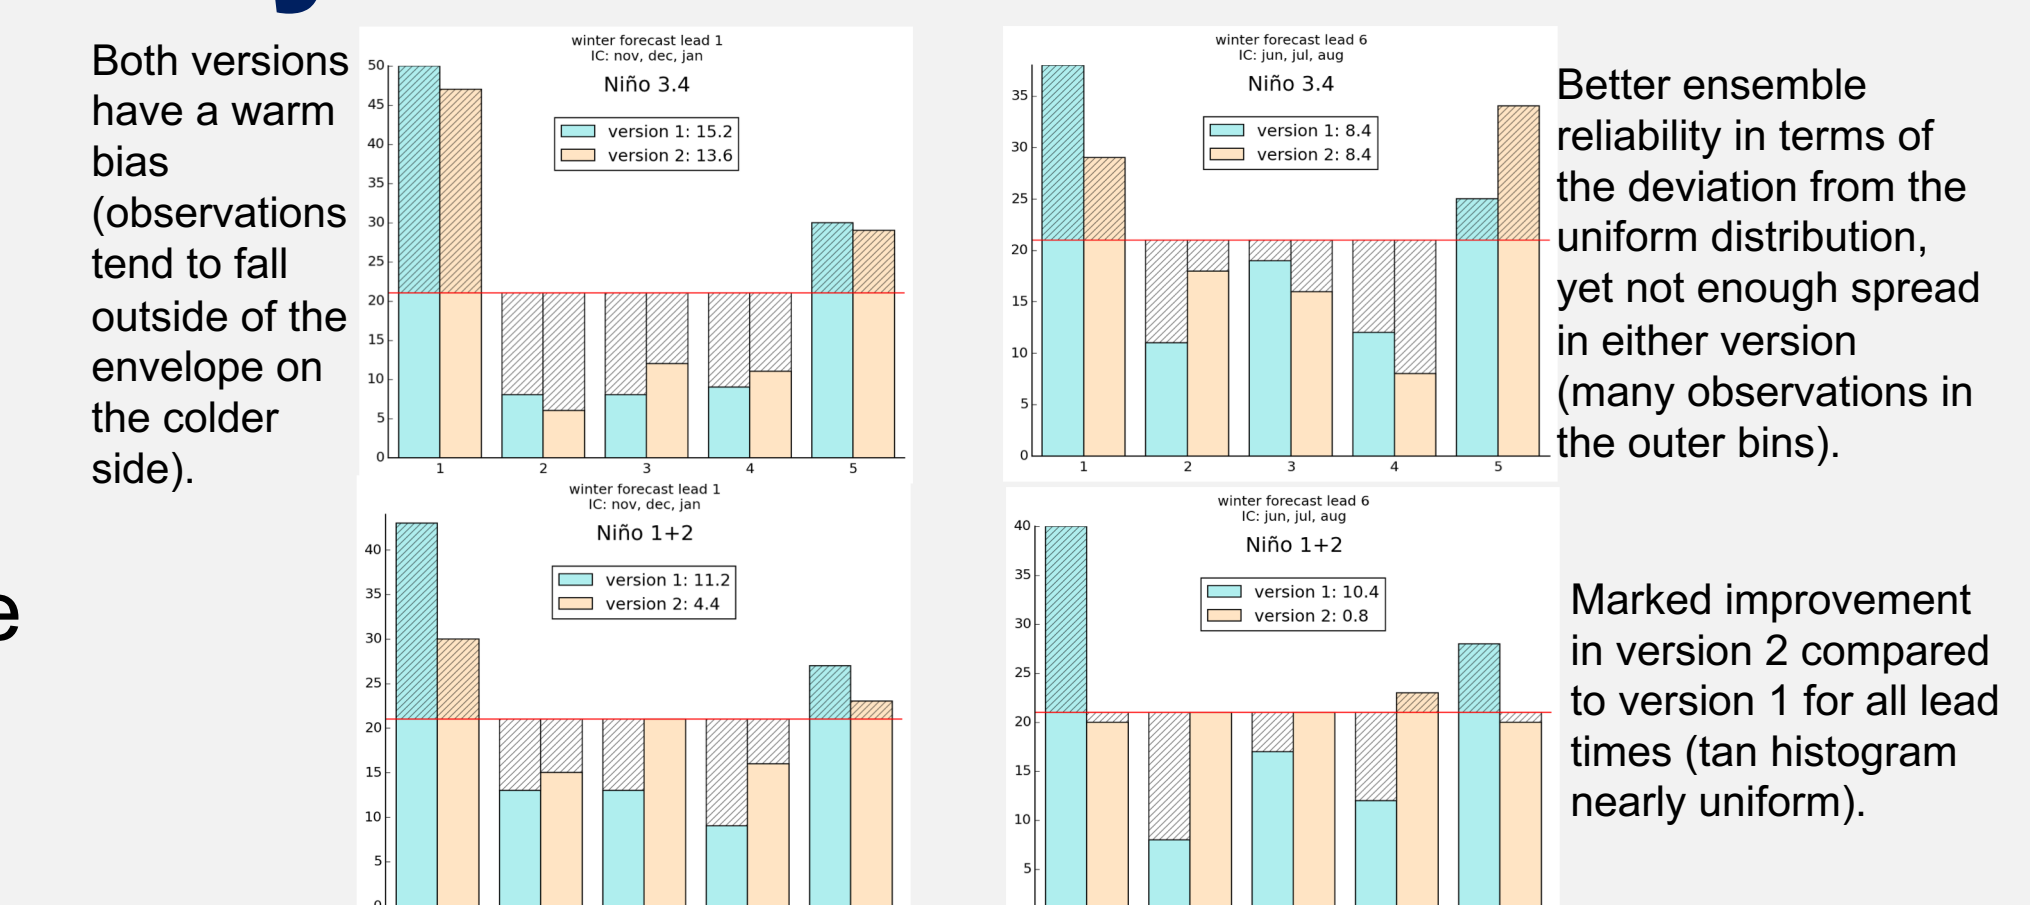 Both versions
have a warm
bias
(observations
tend to fall
outside of the
envelope on
the colder
side).
winter forecast lead 1
IC: nov, dec, jan
Niño 3.4
version 1: 15.2
version 2: 13.6
50
45
40
35
30
25
20
15
10
5
0
1 2 3 4 5
winter forecast lead 6
IC: jun, jul, aug
Niño 3.4
version 1: 8.4
version 2: 8.4
35
30
25
20
15
10
5
0
1 2 3 4 5
Better ensemble
reliability in terms of
the deviation from the
uniform distribution,
yet not enough spread
in either version
(many observations in
the outer bins).
e
winter forecast lead 1
IC: nov, dec, jan
Niño 1+2
version 1: 11.2
version 2: 4.4
40
35
30
25
20
15
10
5
0
winter forecast lead 6
IC: jun, jul, aug
Niño 1+2
version 1: 10.4
version 2: 0.8
40
35
30
25
20
15
10
5
Marked improvement
in version 2 compared
to version 1 for all lead
times (tan histogram
nearly uniform).